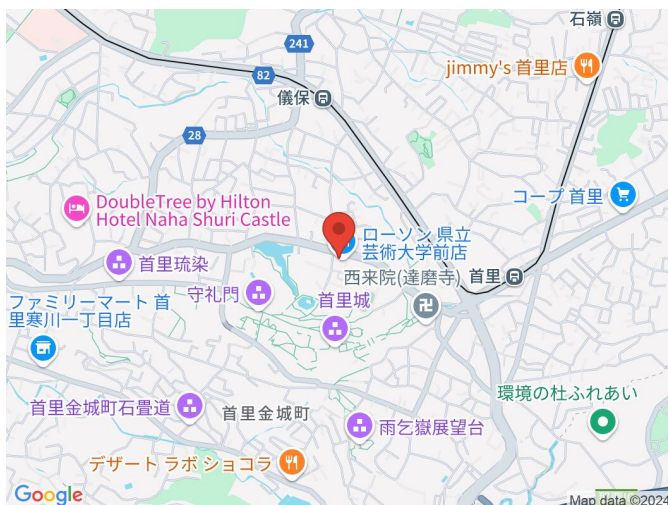 石嶺
241
jimmy's 首里店
82
儀保
28
コープ 首里
DoubleTree by Hilton
Hotel Naha Shuri Castle
ローソン 県立
芸術大学前店
首里琉染
西来院(達磨寺)
首里
守礼門
首里城
ファミリーマート 首
里寒川一丁目店
首里金城町石畳道
首里金城町
環境の杜ふれあい
雨乞嶽展望台
デザート ラボ ショコラ
Google
Map data ©2024